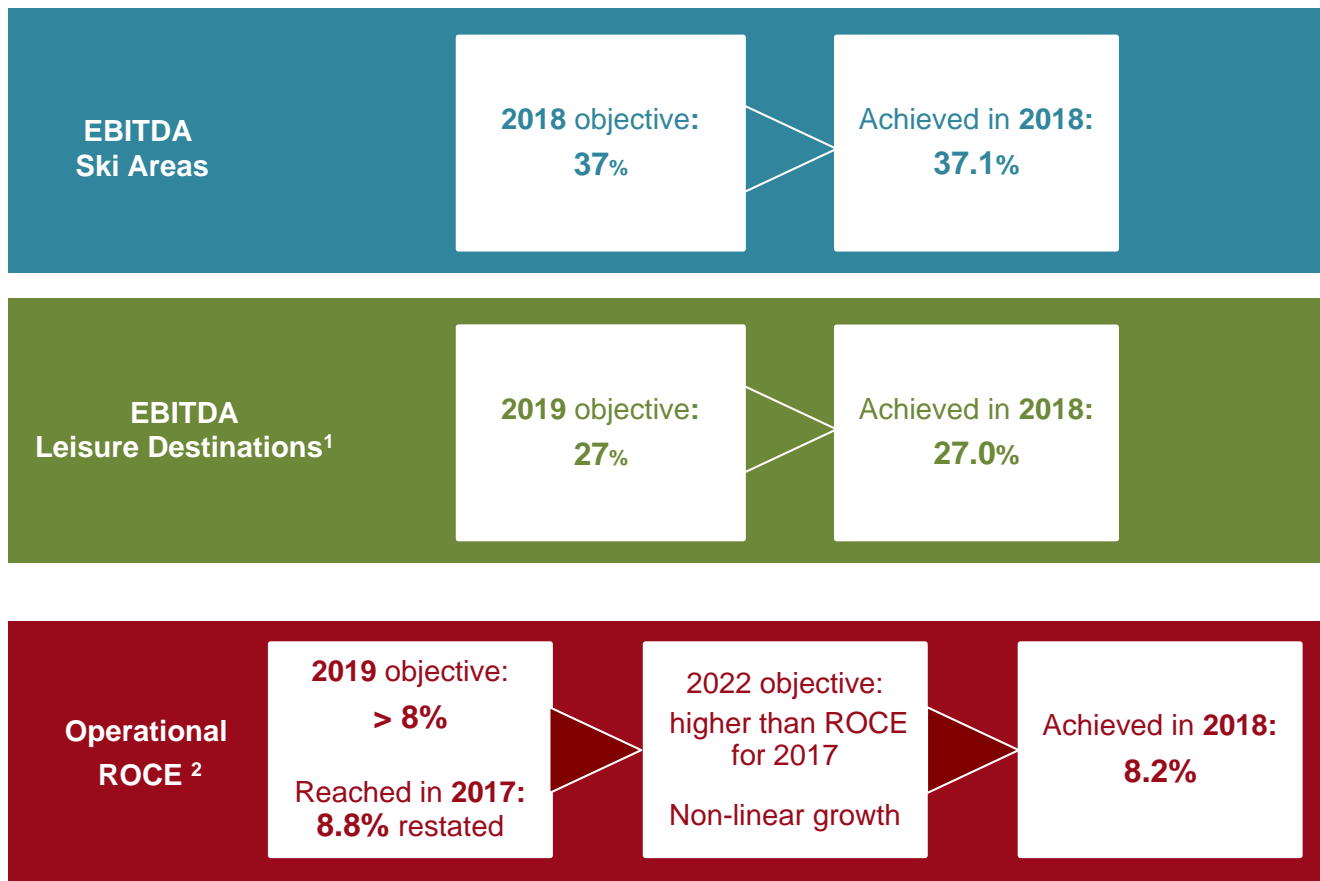 EBITDA
Ski Areas
2018 objective:
37%
Achieved in 2018:
37.1%
EBITDA
Leisure Destinations¹
2019 objective:
27%
Achieved in 2018:
27.0%
Operational
ROCE ²
2019 objective:
> 8%
Reached in 2017:
8.8% restated
2022 objective:
higher than ROCE
for 2017
Non-linear growth
Achieved in 2018:
8.2%